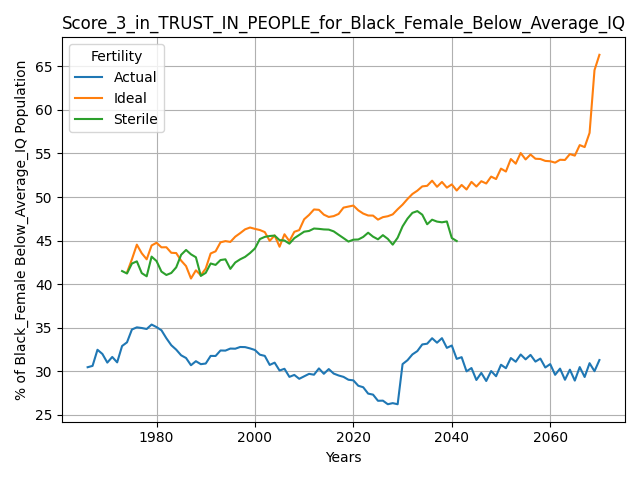 Score_3_in_TRUST_IN_PEOPLE_for_Black_Female_Below_Average_IQ
% of Black_Female Below_Average_IQ Population
Fertility
Actual
Ideal
Sterile
65
60
55
50
45
40
35
30
25
1980
2000
2020
2040
2060
Years